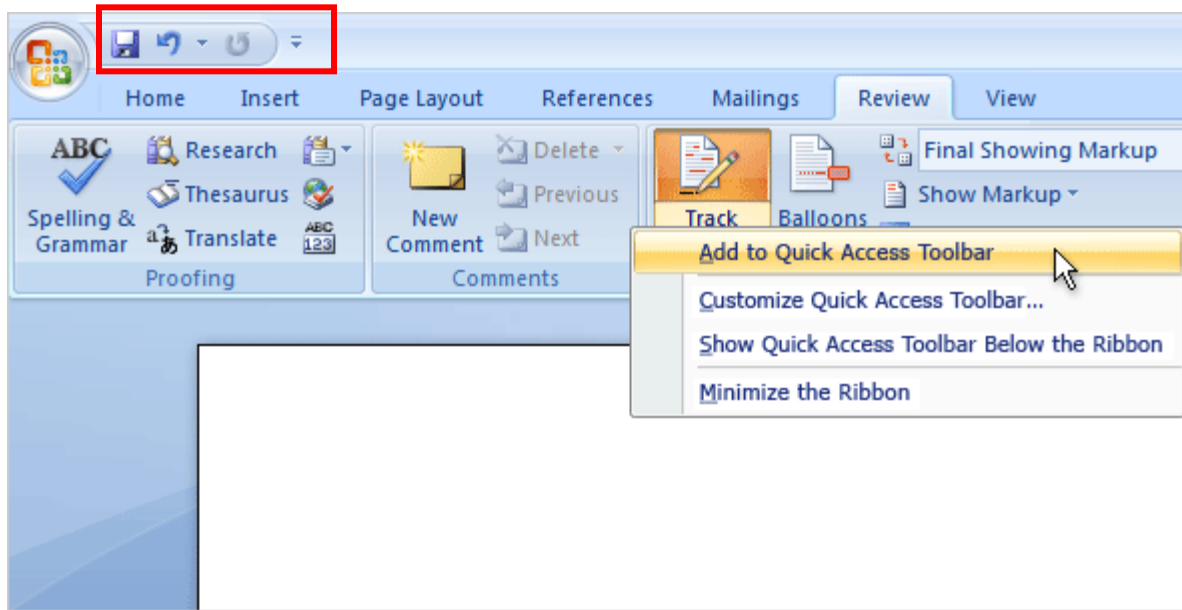 Home Insert Page Layout References Mailings Review View
ABC
Spelling &
Grammar
Research
Thesaurus
Translate
ABC
123
Proofing
New
Comment
Delete
Previous
Next
Comments
Track
Balloons
Final Showing Markup
Show Markup
Add to Quick Access Toolbar
Customize Quick Access Toolbar...
Show Quick Access Toolbar Below the Ribbon
Minimize the Ribbon